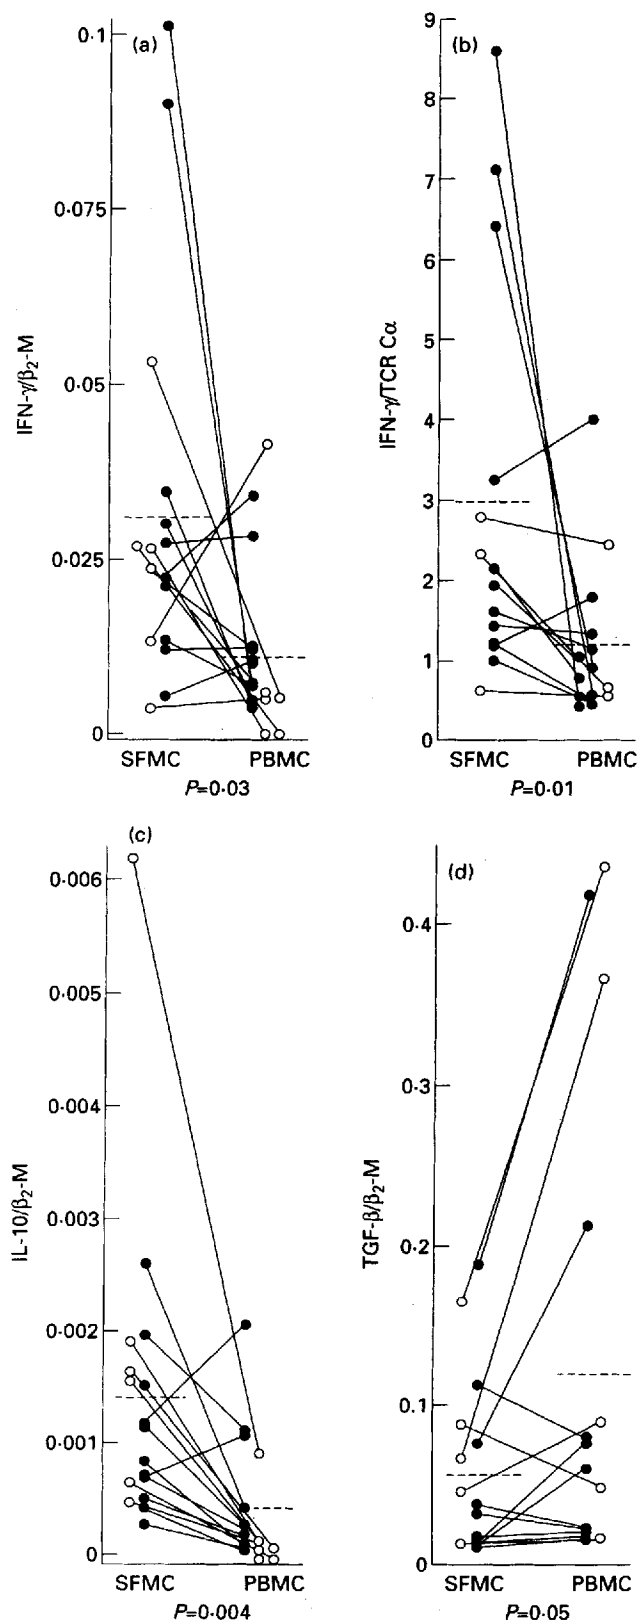 (a)
0·1
0·075
0·05
0·025
0
IFN-γ/β2-M
SFMC PBMC
P=0·03
(b)
9
8
7
6
5
4
3
2
1
0
IFN-γ/TCR Cα
SFMC PBMC
P=0·01
(c)
0·006
0·005
0·004
0·003
0·002
0·001
0
IL-10/β2-M
SFMC PBMC
P=0·004
(d)
0·4
0·3
0·2
0·1
0
TGF-β/β2-M
SFMC PBMC
P=0·05